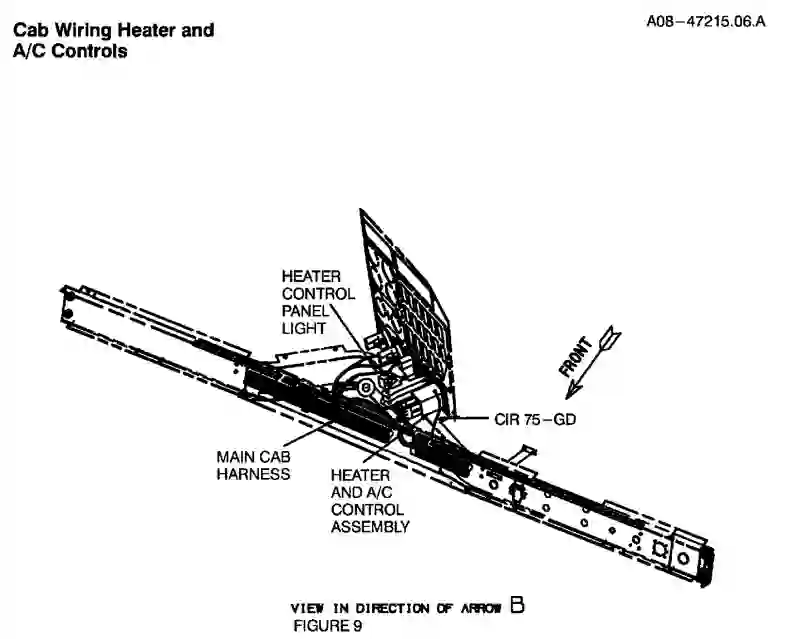 Cab Wiring Heater and
A/C Controls
A08-47215.06.A
HEATER
CONTROL
PANEL
LIGHT
FRONT
CIR 75-GD
MAIN CAB
HARNESS
HEATER
AND A/C
CONTROL
ASSEMBLY
VIEW IN DIRECTION OF ARROW B
FIGURE 9